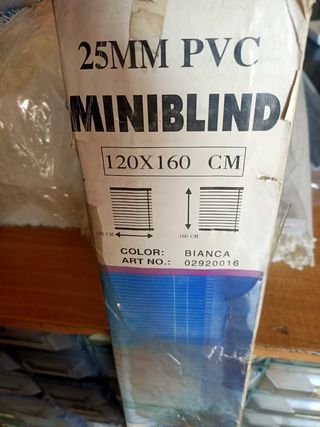 25MM PVC
MINIBLIND
120X160 CM
160 CM
COLOR: BIANCA
ART NO.: 02920016